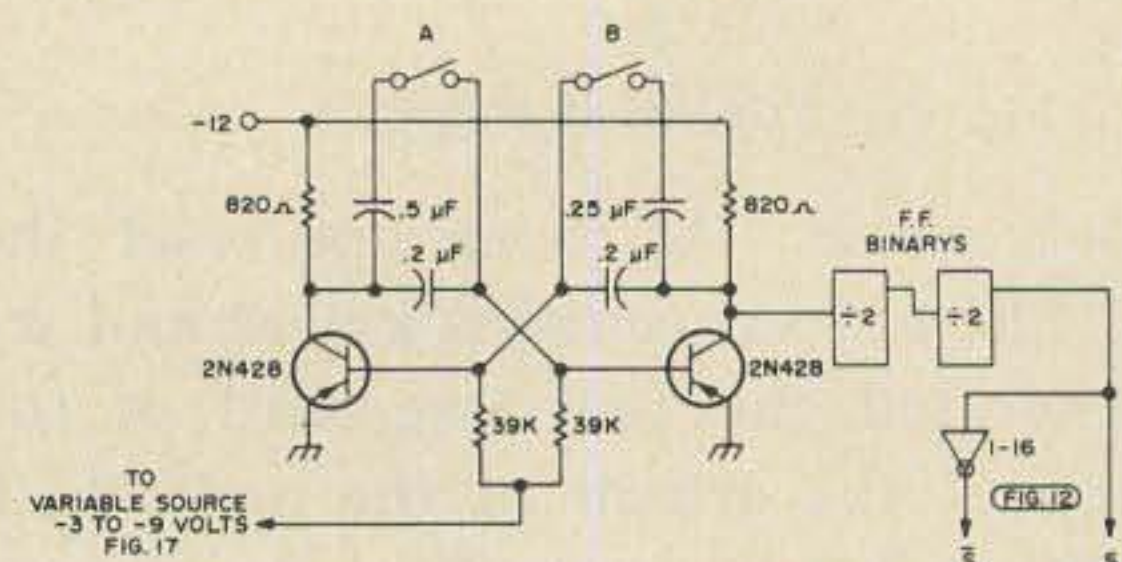 A
B
-12
820Ω
.5 µF
.25 µF
820Ω
.2 µF
.2 µF
F.F.
BINARYS
÷2
÷2
2N428
2N428
39K
39K
1-16
FIG. 12
TO
VARIABLE SOURCE
-3 TO -9 VOLTS
FIG. 17